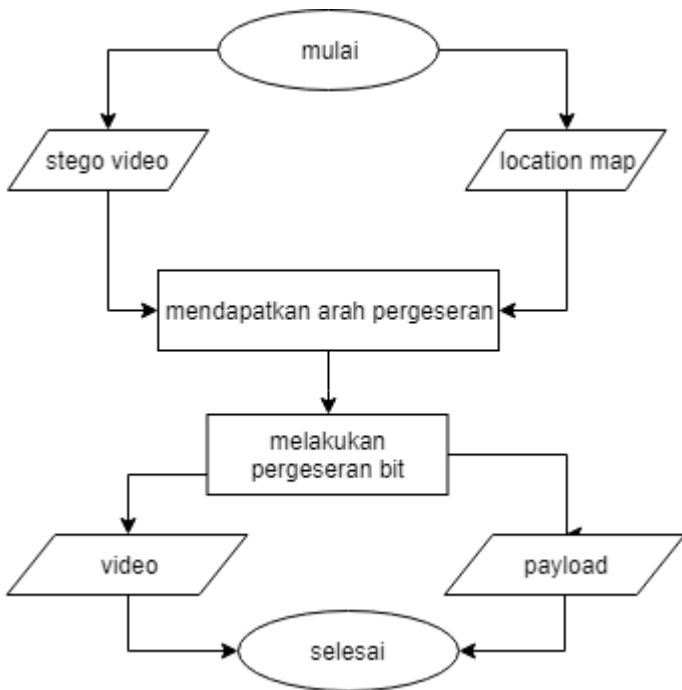 mulai
stego video
location map
mendapatkan arah pergeseran
melakukan
pergeseran bit
video
payload
selesai